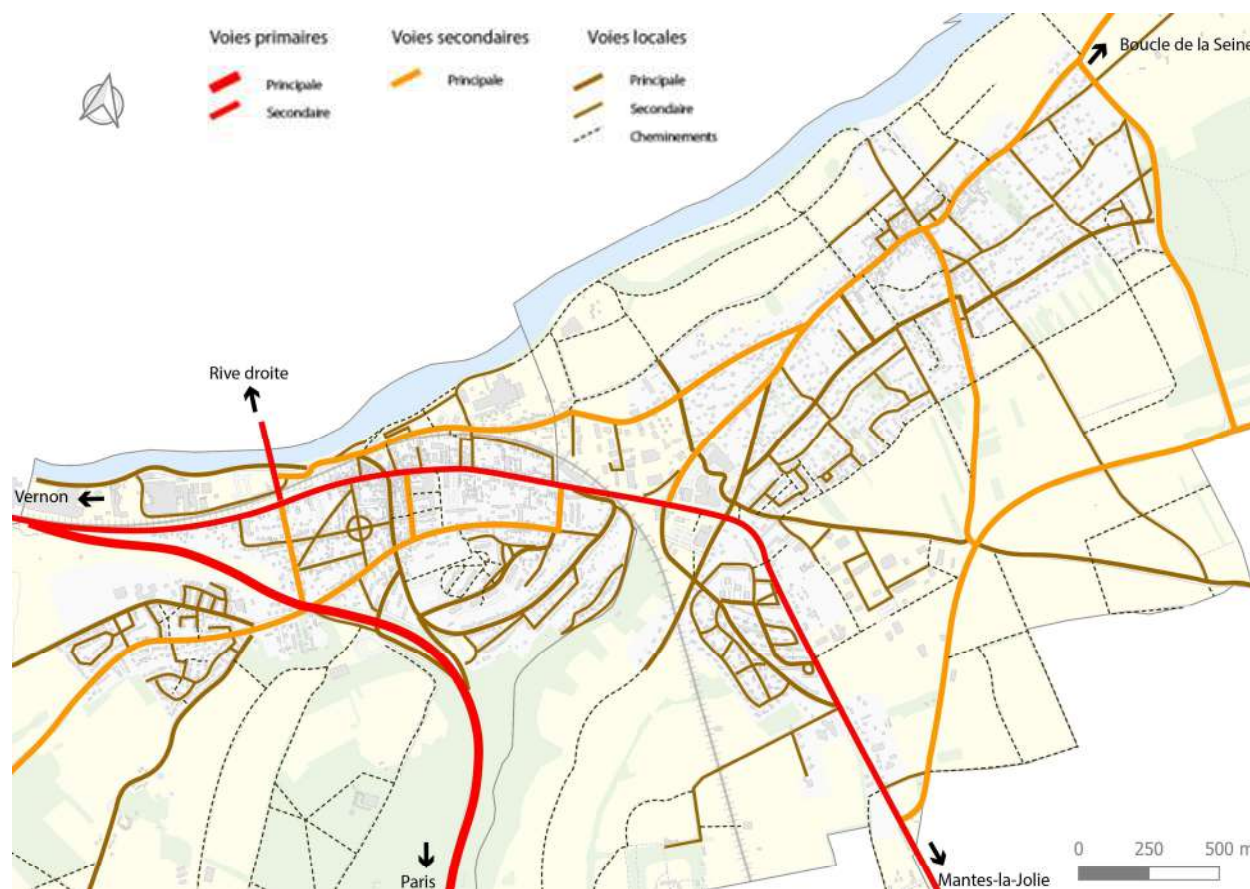 Voies primaires
Principale
Secondaire
Voies secondaires
Principale
Voies locales
Principale
Secondaire
Cheminements
Boucle de la Seine
Rive droite
Vernon
Paris
Mantes-la-Jolie
0 250 500 m